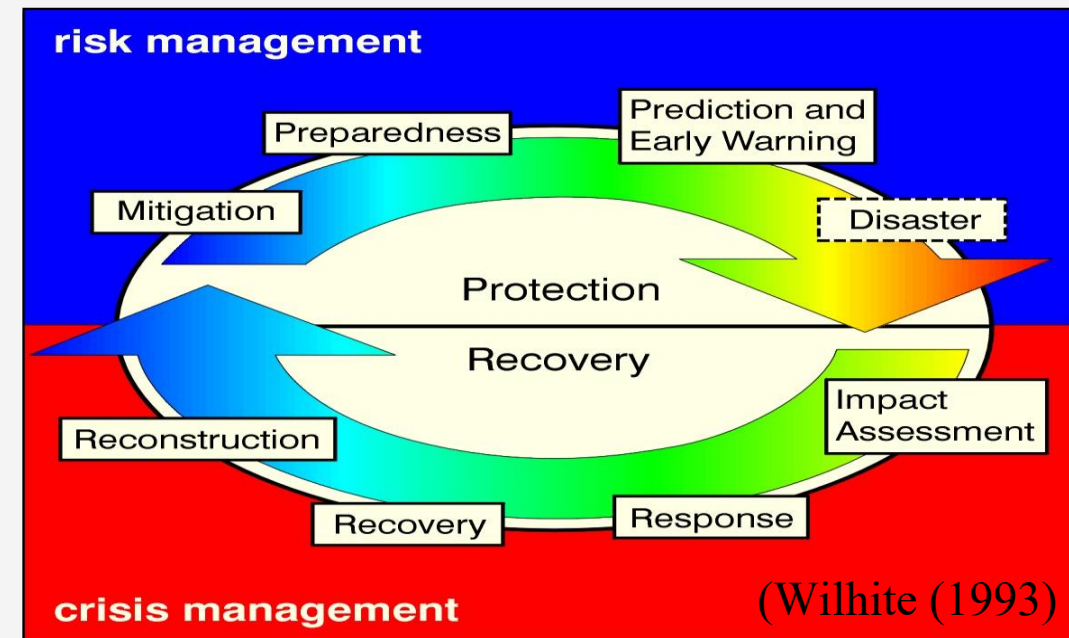 risk management
Preparedness
Prediction and
Early Warning
Mitigation
Disaster
Protection
Recovery
Impact
Assessment
Reconstruction
Recovery
Response
crisis management
(Wilhite (1993)